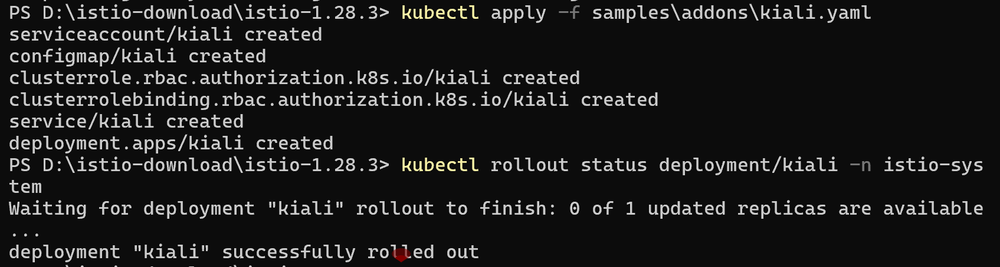 PS D:\istio-download\istio-1.28.3> kubectl apply -f samples\addons\kiali.yaml
serviceaccount/kiali created
configmap/kiali created
clusterrole.rbac.authorization.k8s.io/kiali created
clusterrolebinding.rbac.authorization.k8s.io/kiali created
service/kiali created
deployment.apps/kiali created
PS D:\istio-download\istio-1.28.3> kubectl rollout status deployment/kiali -n istio-sys
tem
Waiting for deployment "kiali" rollout to finish: 0 of 1 updated replicas are available
...
deployment "kiali" successfully rolled out